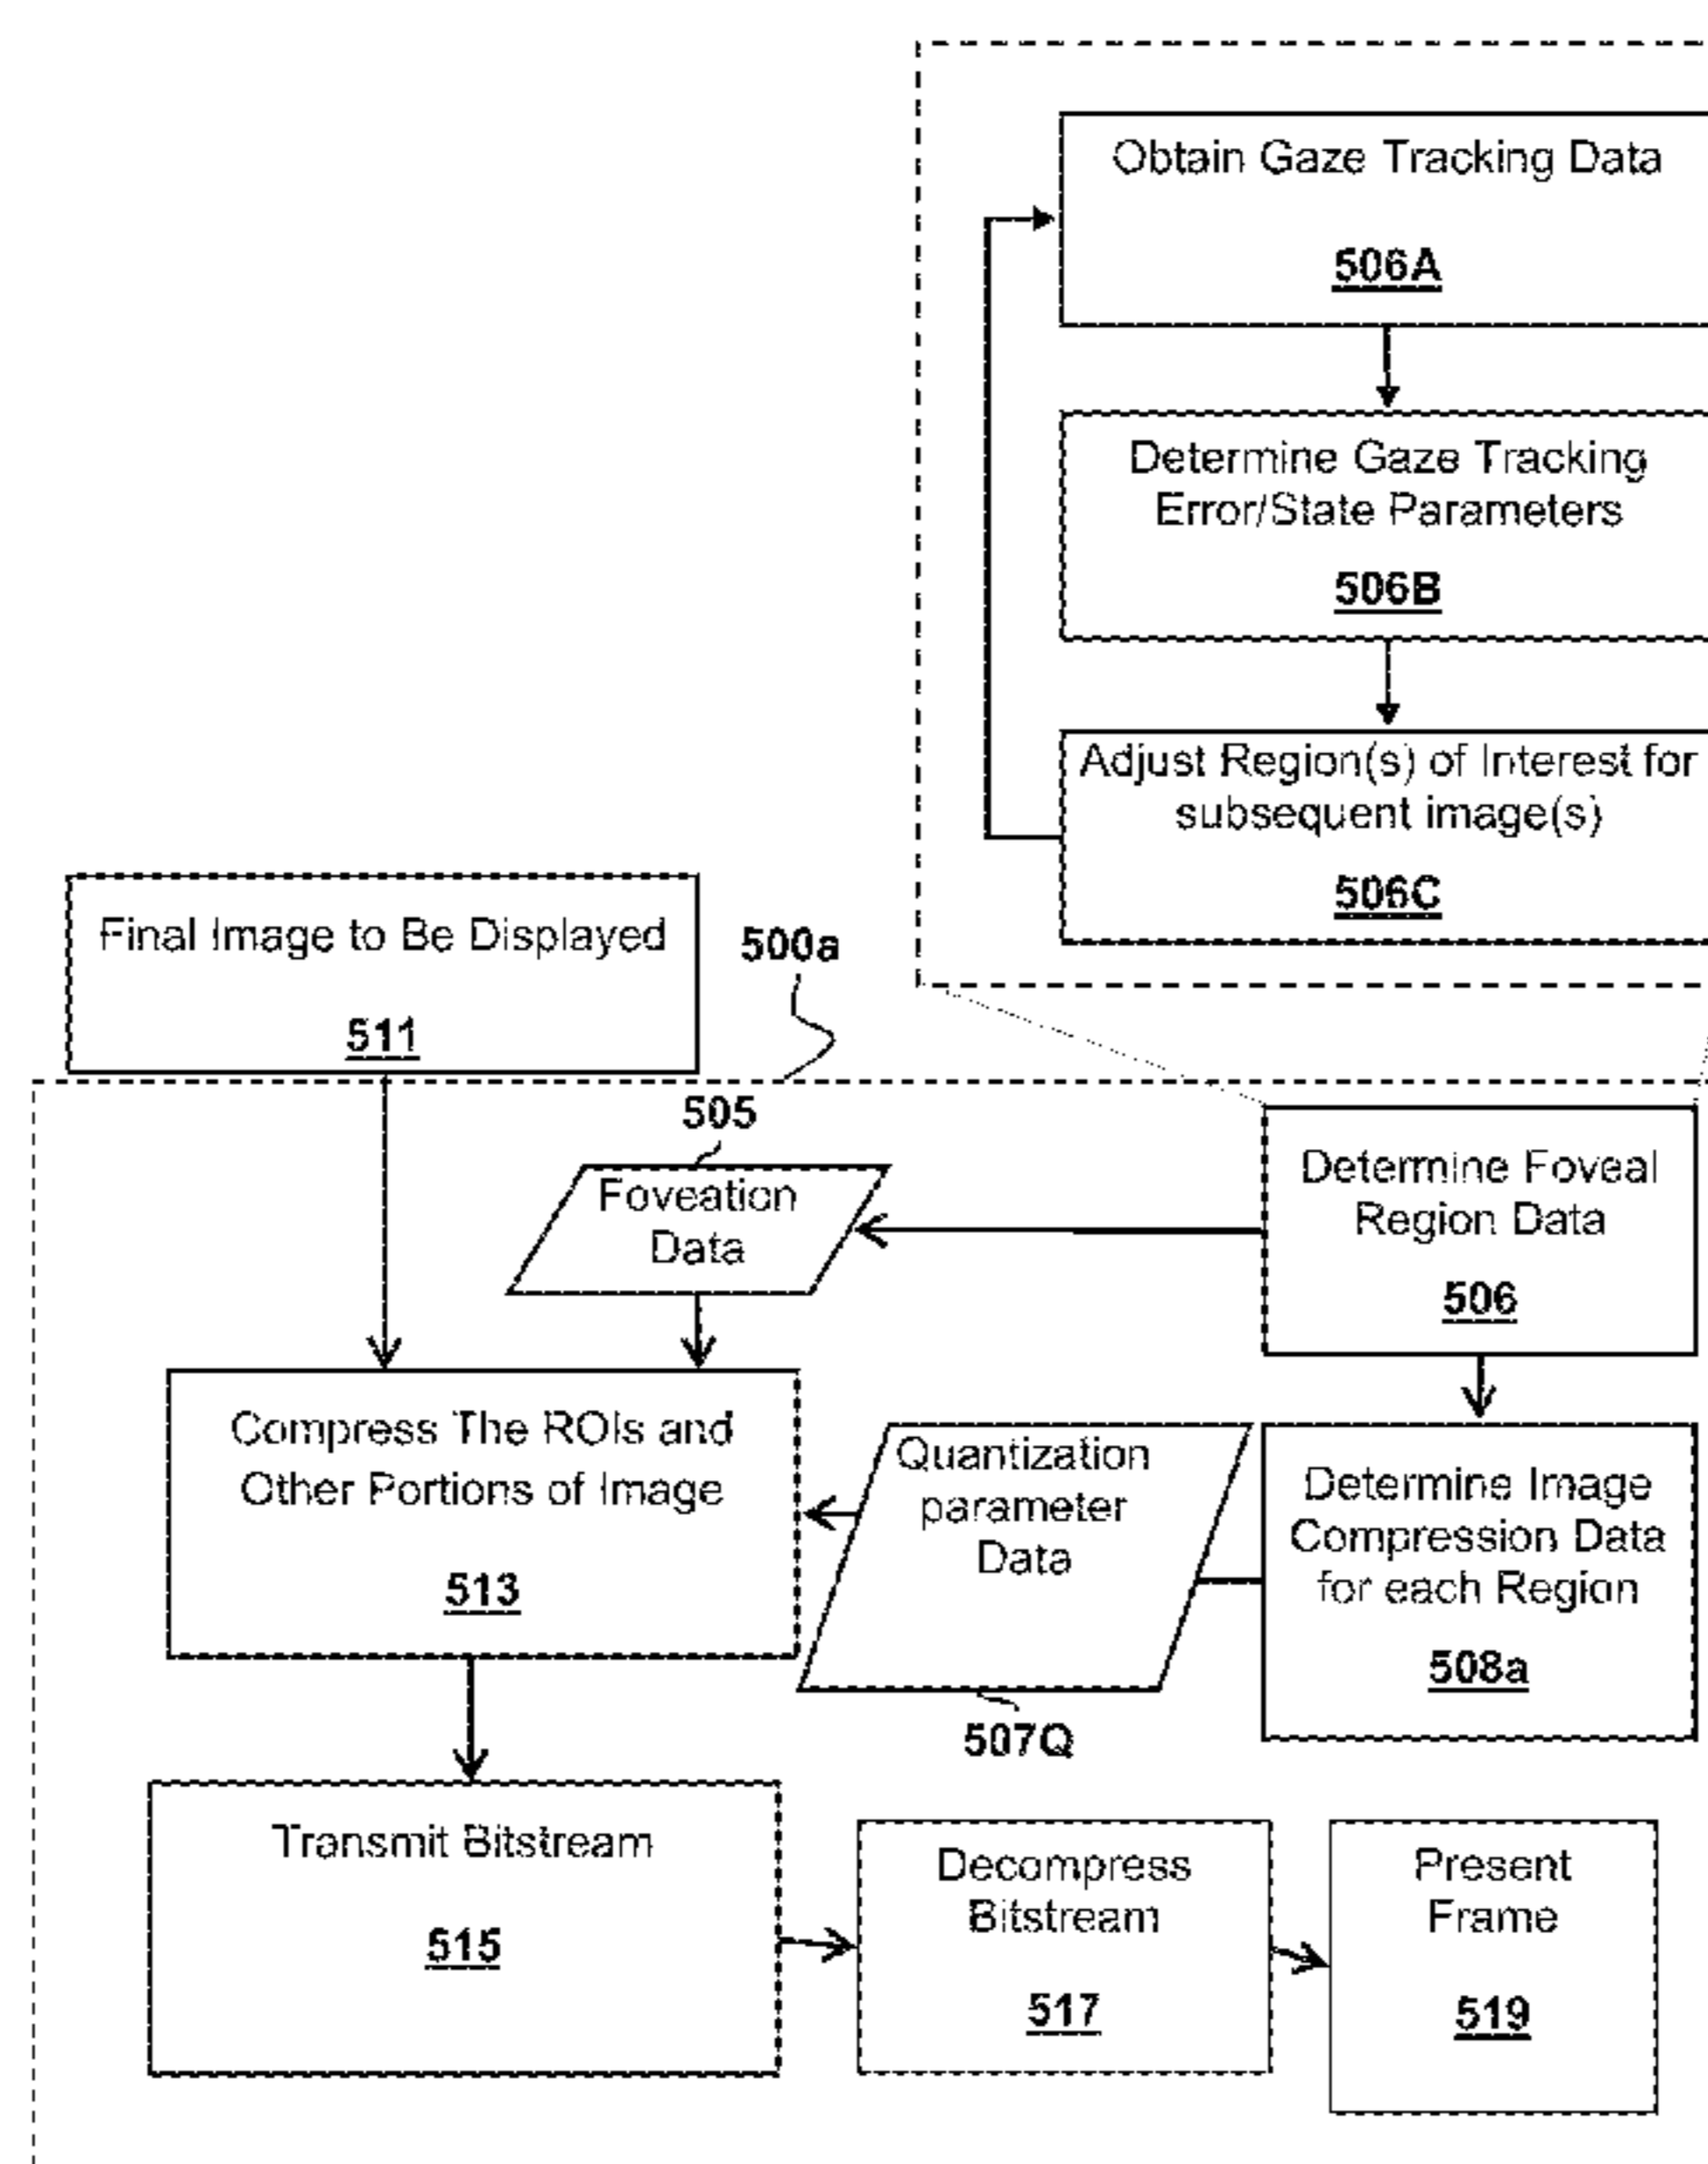 Obtain Gaze Tracking Data
506A
Determine Gaze Tracking
Error/State Parameters
506B
Adjust Region(s) of Interest for
subsequent image(s)
506C
Final Image to Be Displayed
511
500a
505
Foveation
Data
Determine Foveal
Region Data
506
Compress The ROIs and
Other Portions of Image
513
Quantization
parameter
Data
507Q
Determine Image
Compression Data
for each Region
508a
Transmit Bitstream
515
Decompress
Bitstream
517
Present
Frame
519